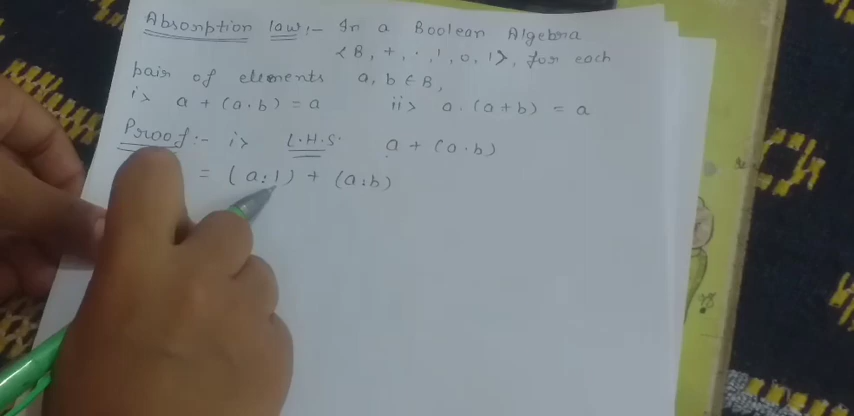 Absorption law :- In a Boolean Algebra
< B, +, ·, ', 0, 1 >, for each
pair of elements a, b ∈ B,
i> a + (a · b) = a ii> a · (a + b) = a
Proof :- i> L.H.S. a + (a · b)
= (a · 1) + (a · b)